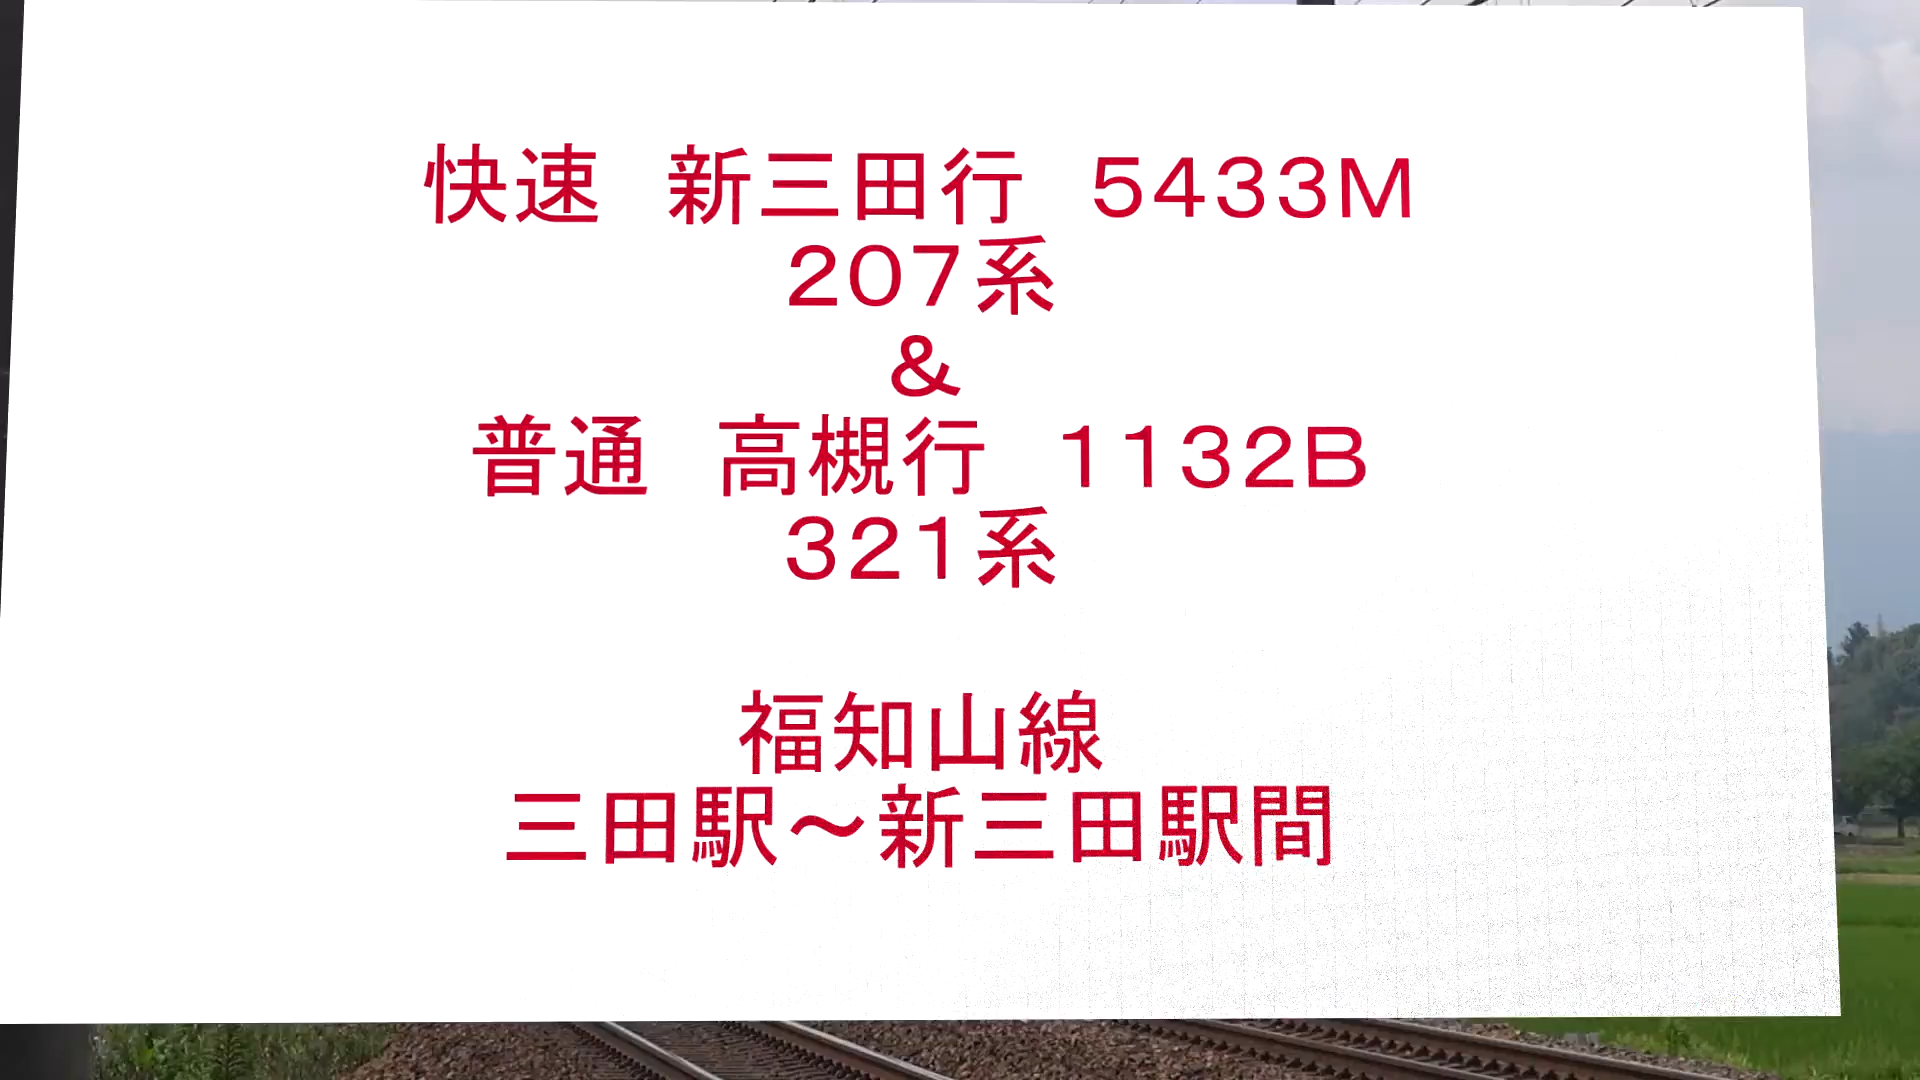 快速　新三田行　５４３３Ｍ
２０７系
＆
普通　高槻行　１１３２Ｂ
３２１系
福知山線
三田駅～新三田駅間